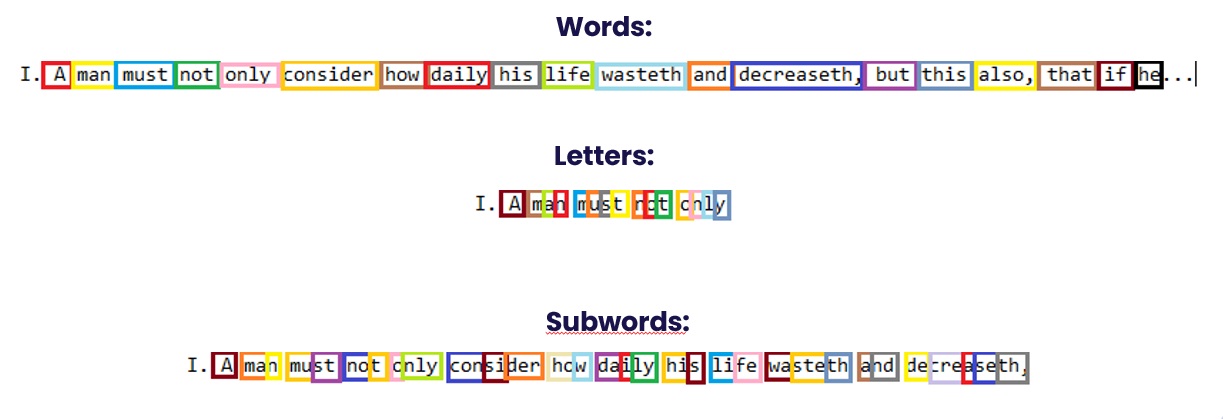 Words:
I. A man must not only consider how daily his life wasteth and decreaseth, but this also, that if he...
Letters:
I. A man must not only
Subwords:
I. A man must not only consider how daily his life wasteth and decreaseth,